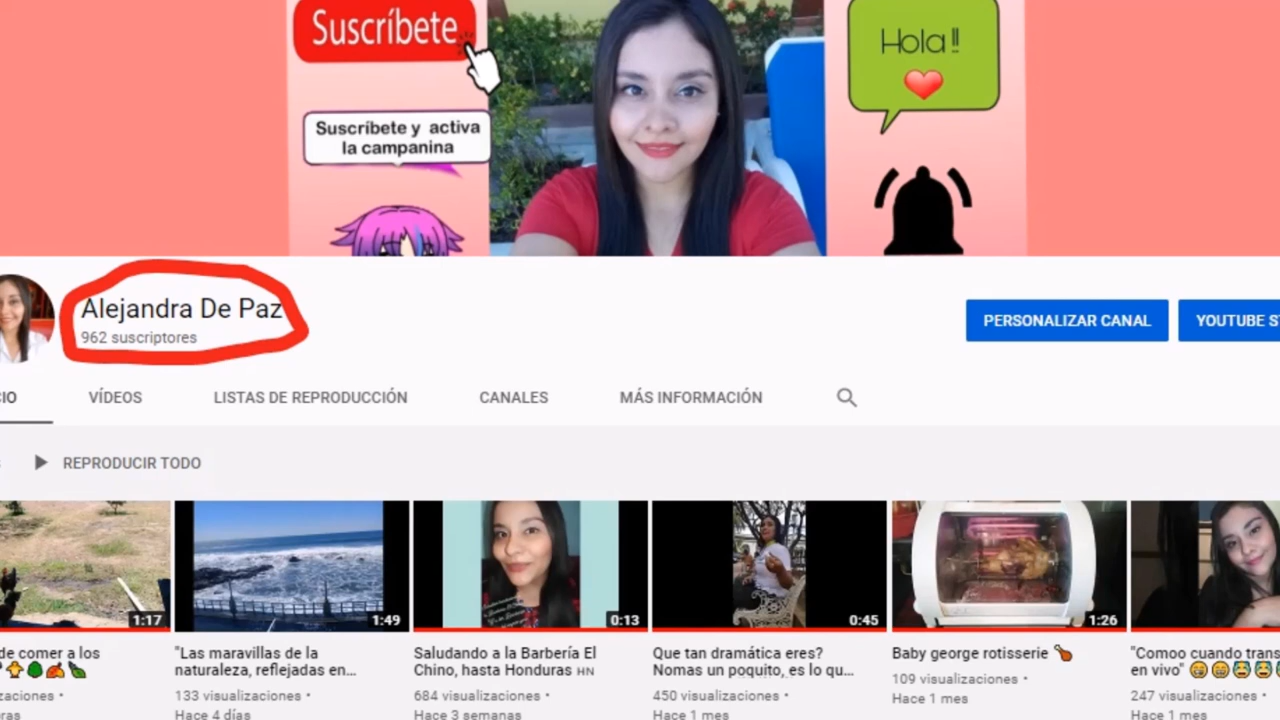 Suscríbete
Hola!!
Suscríbete y activa
la campanina
Alejandra De Paz
962 suscriptores
PERSONALIZAR CANAL
YOUTUBE
VÍDEOS
LISTAS DE REPRODUCCIÓN
CANALES
MÁS INFORMACIÓN
REPRODUCIR TODO
1:17
1:49
0:13
0:45
1:26
de comer a los
"Las maravillas de la
naturaleza, reflejadas en...
133 visualizaciones •
Hace 4 días
Saludando a la Barbería El
Chino, hasta Honduras HN
684 visualizaciones •
Hace 3 semanas
Que tan dramática eres?
Nomas un poquito, es lo qu...
450 visualizaciones •
Hace 1 mes
Baby george rotisserie 🍗
109 visualizaciones •
Hace 1 mes
"Comoo cuando
en vivo"
247 visualizaciones •
Hace 1 mes